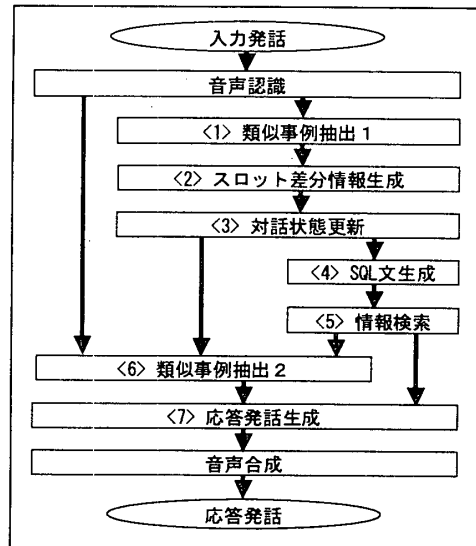 入力発話
音声認識
<1> 類似事例抽出1
<2> スロット差分情報生成
<3> 対話状態更新
<4> SQL文生成
<5> 情報検索
<6> 類似事例抽出2
<7> 応答発話生成
音声合成
応答発話